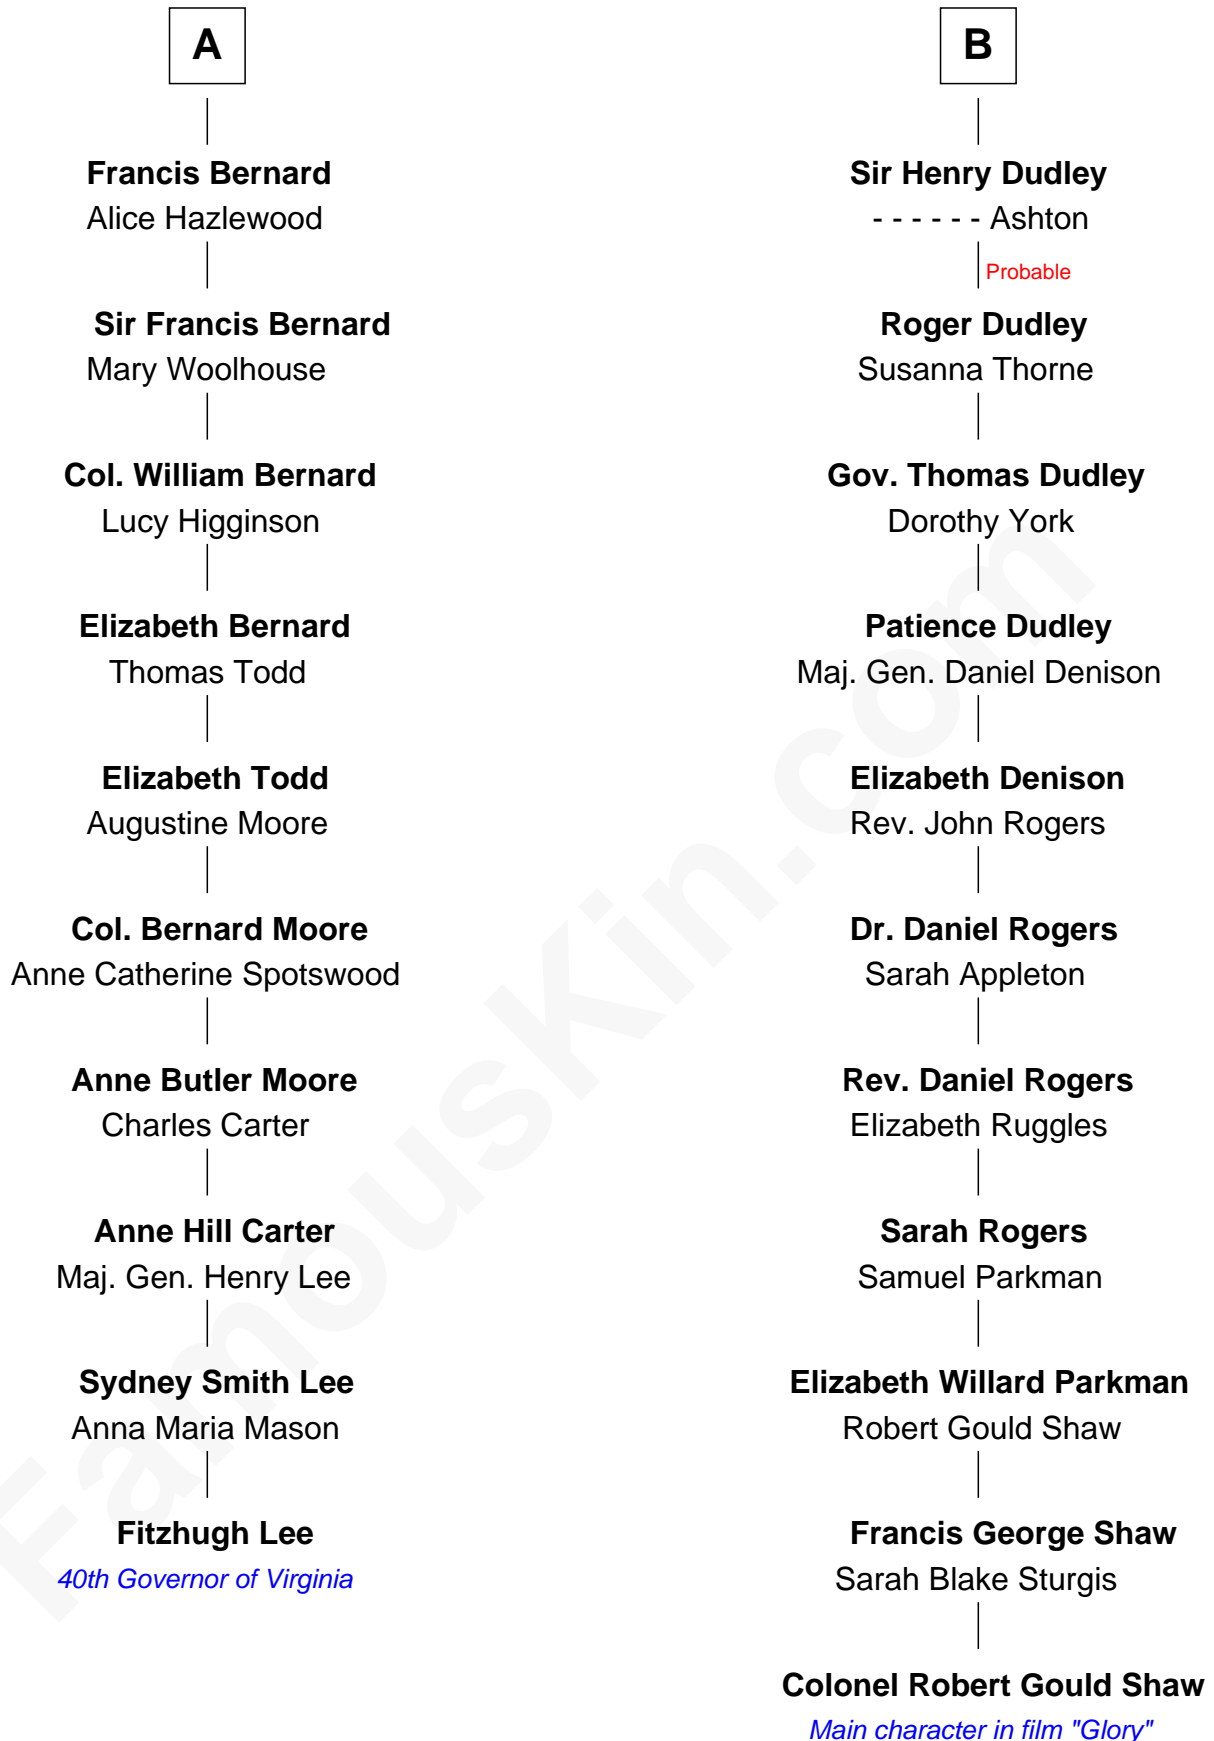 A
Francis Bernard
Alice Hazlewood
Sir Francis Bernard
Mary Woolhouse
Col. William Bernard
Lucy Higginson
Elizabeth Bernard
Thomas Todd
Elizabeth Todd
Augustine Moore
Col. Bernard Moore
Anne Catherine Spotswood
Anne Butler Moore
Charles Carter
Anne Hill Carter
Maj. Gen. Henry Lee
Sydney Smith Lee
Anna Maria Mason
Fitzhugh Lee
40th Governor of Virginia
B
Sir Henry Dudley
- - - - - - Ashton
Probable
Roger Dudley
Susanna Thorne
Gov. Thomas Dudley
Dorothy York
Patience Dudley
Maj. Gen. Daniel Denison
Elizabeth Denison
Rev. John Rogers
Dr. Daniel Rogers
Sarah Appleton
Rev. Daniel Rogers
Elizabeth Ruggles
Sarah Rogers
Samuel Parkman
Elizabeth Willard Parkman
Robert Gould Shaw
Francis George Shaw
Sarah Blake Sturgis
Colonel Robert Gould Shaw
Main character in film "Glory"
FamousKin.com